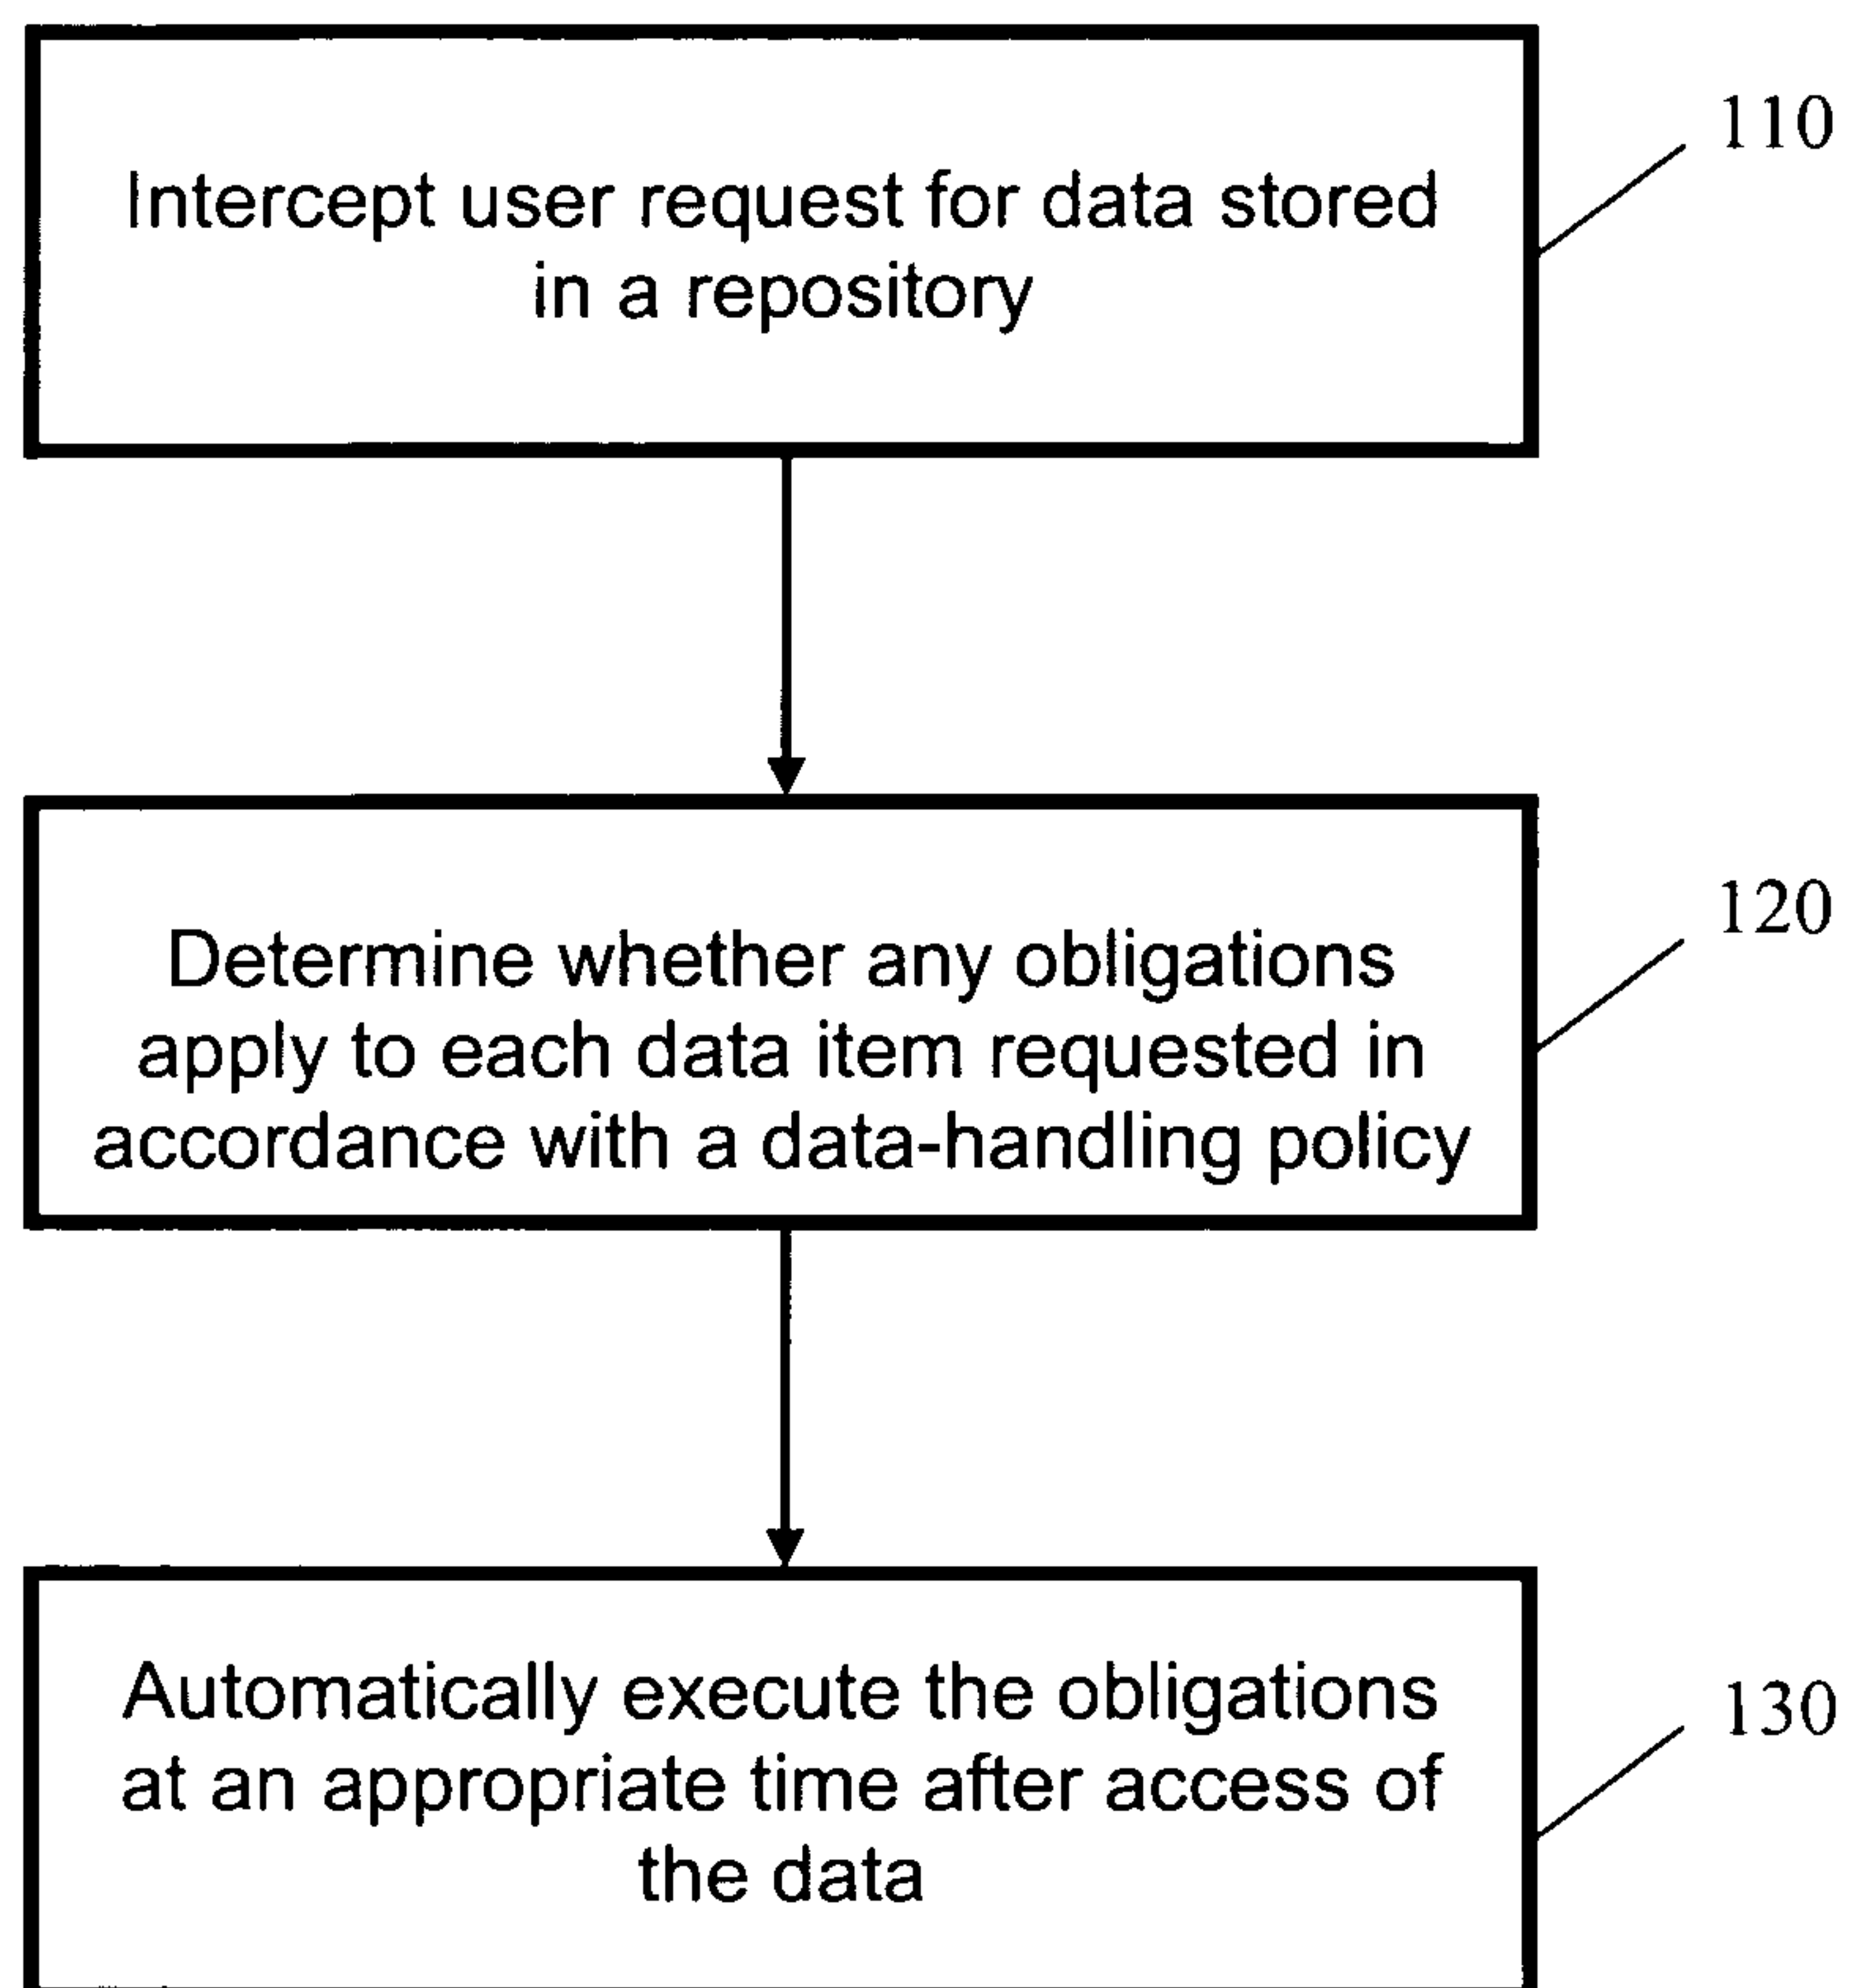 110
Intercept user request for data stored
in a repository
120
Determine whether any obligations
apply to each data item requested in
accordance with a data-handling policy
130
Automatically execute the obligations
at an appropriate time after access of
the data